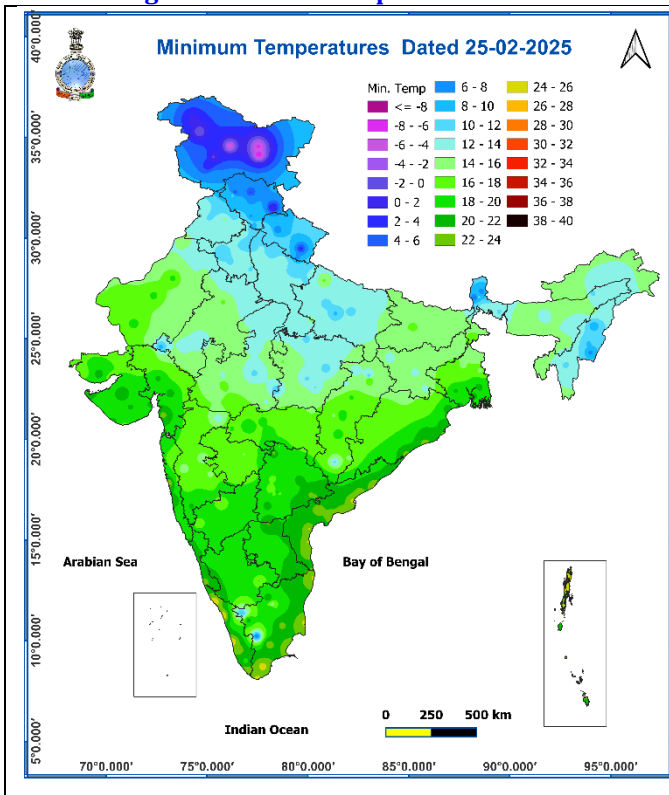 Minimum Temperatures Dated 25-02-2025
Min. Temp
<= -8
-8 - -6
-6 - -4
-4 - -2
-2 - 0
0 - 2
2 - 4
4 - 6
6 - 8
8 - 10
10 - 12
12 - 14
14 - 16
16 - 18
18 - 20
20 - 22
22 - 24
24 - 26
26 - 28
28 - 30
30 - 32
32 - 34
34 - 36
36 - 38
38 - 40
40°0.000'
35°0.000'
30°0.000'
25°0.000'
20°0.000'
15°0.000'
10°0.000'
5°0.000'
Arabian Sea
Bay of Bengal
Indian Ocean
0 250 500 km
70°0.000' 75°0.000' 80°0.000' 85°0.000' 90°0.000' 95°0.000'